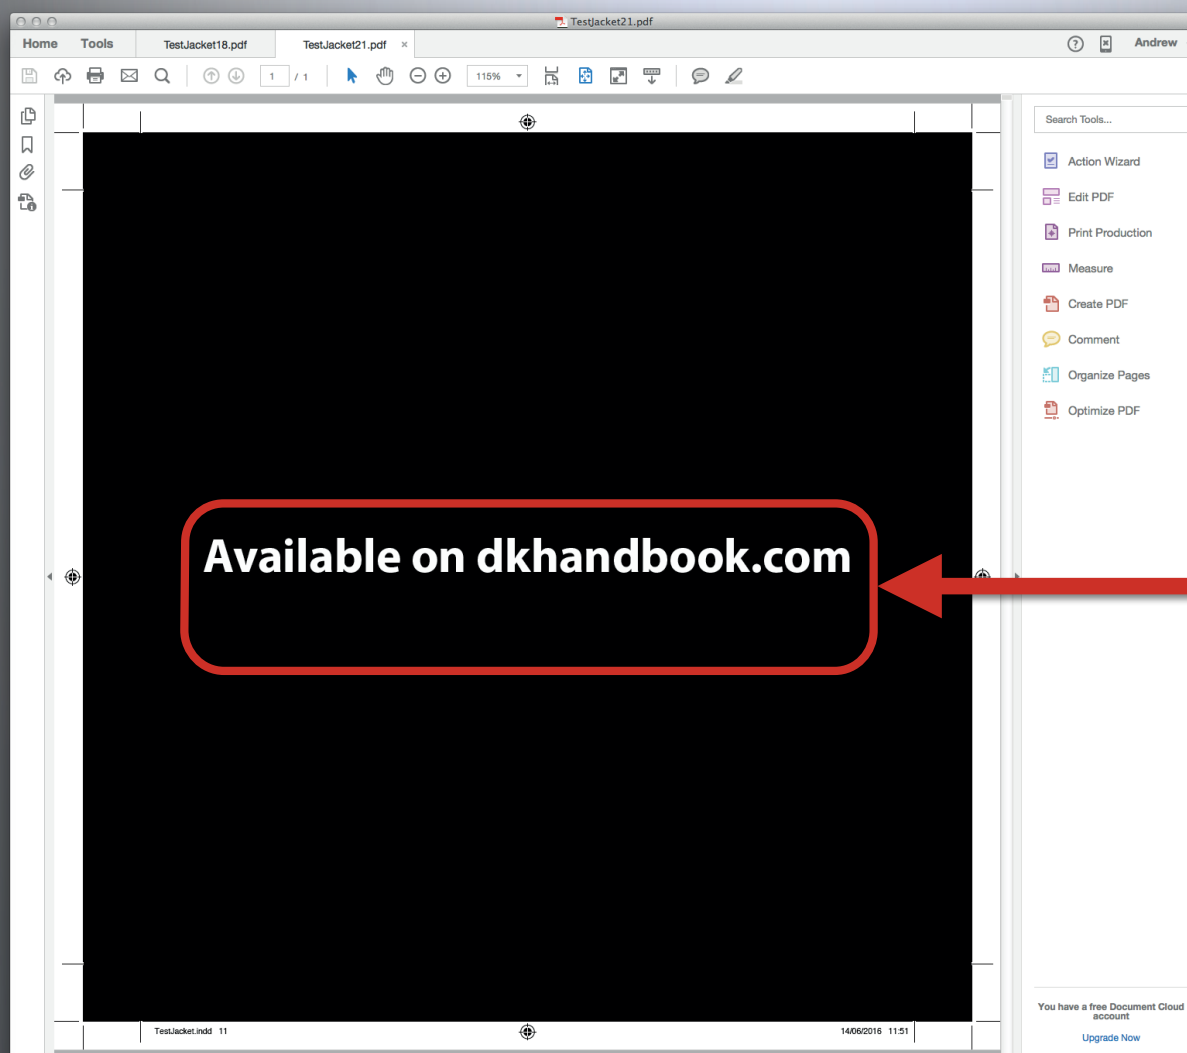 TestJacket21.pdf
Home Tools TestJacket18.pdf TestJacket21.pdf × Andrew
1 / 1 115%
Search Tools...
Action Wizard
Edit PDF
Print Production
Measure
Create PDF
Comment
Organize Pages
Optimize PDF
Available on dkhandbook.com
You have a free Document Cloud
account
Upgrade Now
TestJacket.indd 11 14/06/2016 11:51